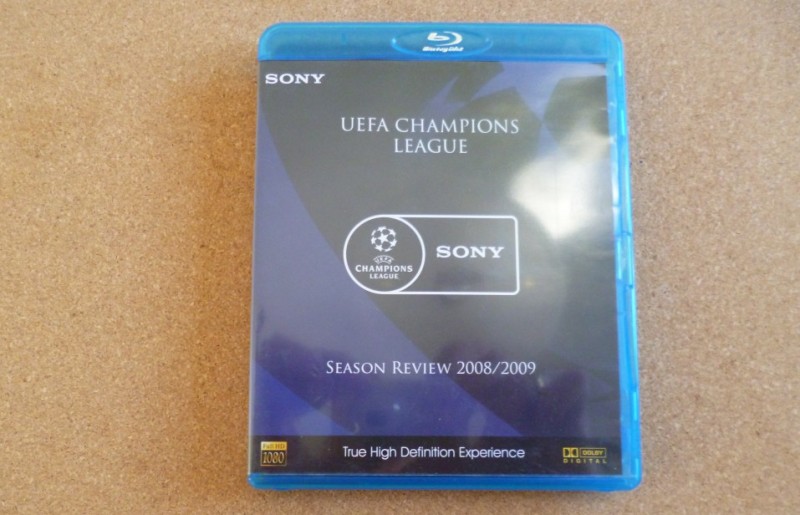 Blu-ray Disc
SONY
UEFA CHAMPIONS
LEAGUE
UEFA
CHAMPIONS
LEAGUE
SONY
SEASON REVIEW 2008/2009
Full HD
1080
True High Definition Experience
DOLBY
DIGITAL